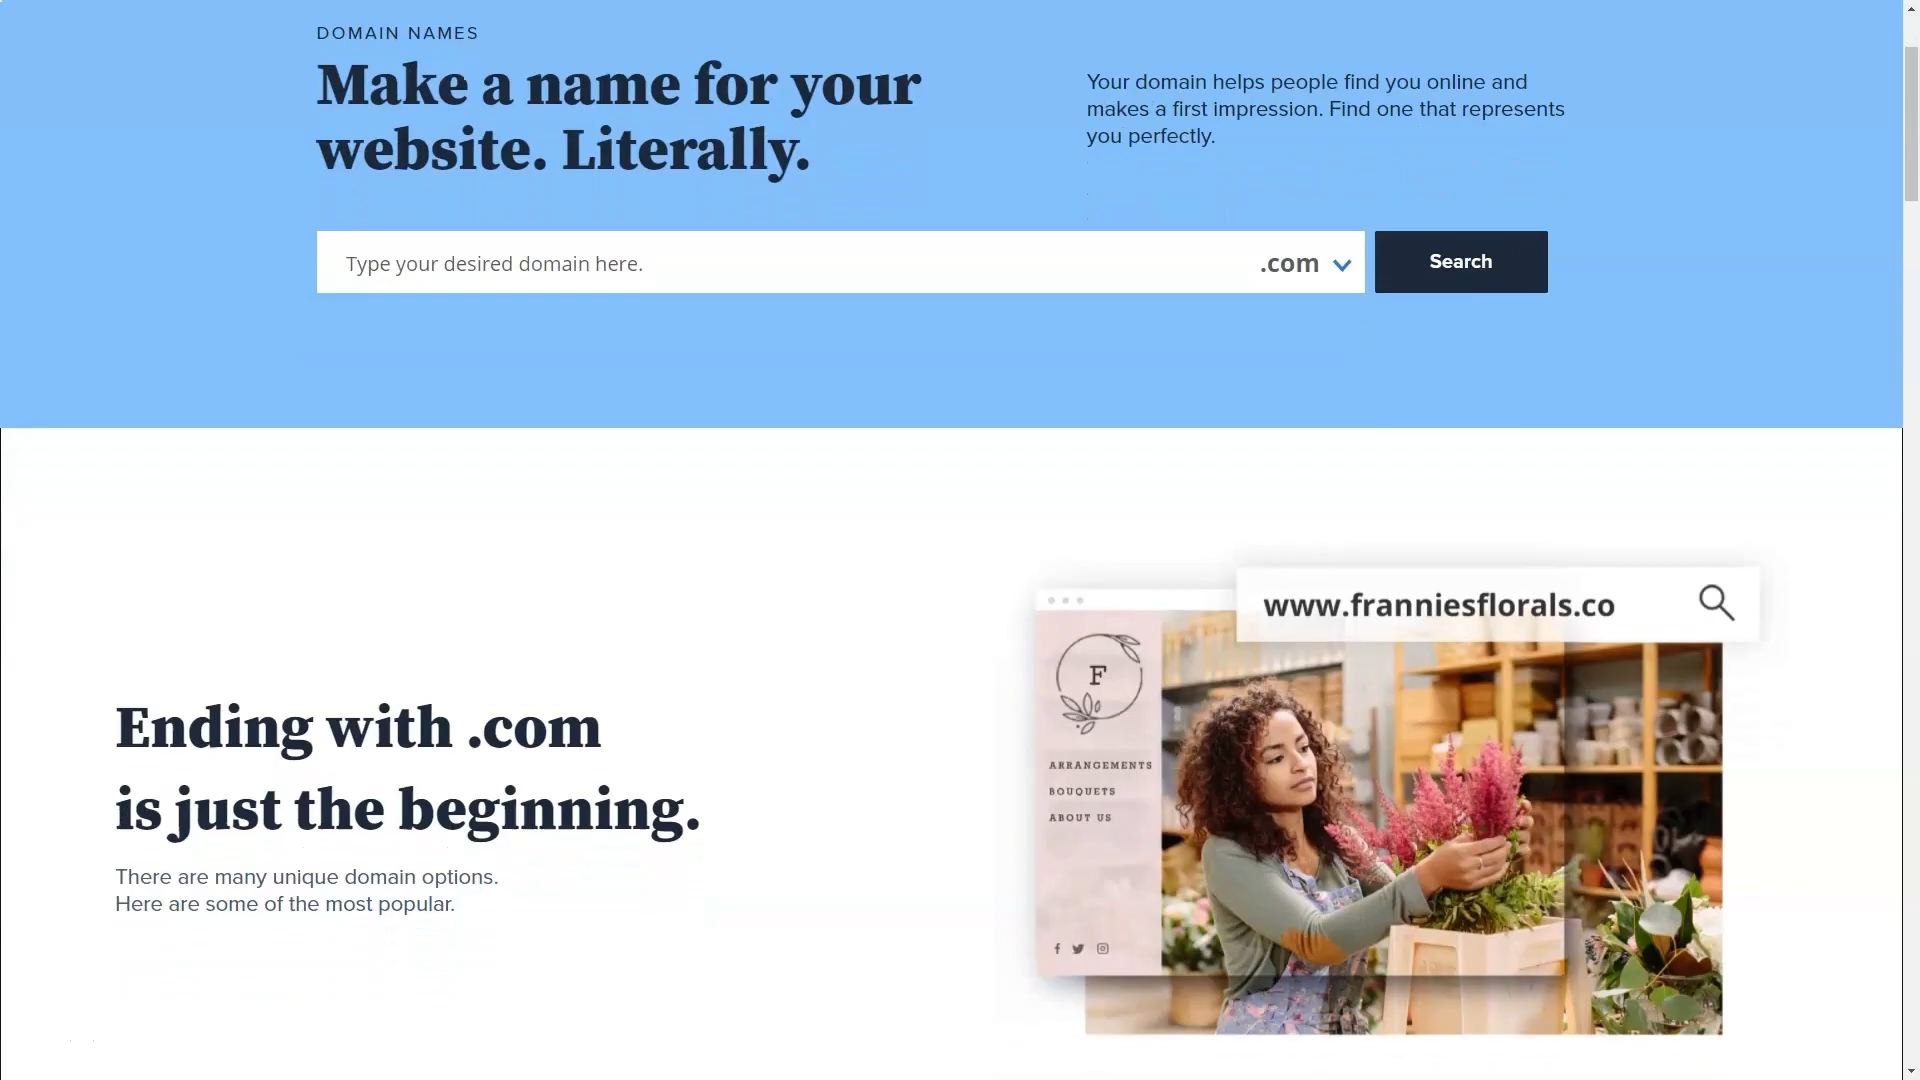 DOMAIN NAMES
Make a name for your
website. Literally.
Your domain helps people find you online and
makes a first impression. Find one that represents
you perfectly.
Type your desired domain here.
.com
Search
www.franniesflorals.co
F
ARRANGEMENTS
BOUQUETS
ABOUT US
Ending with .com
is just the beginning.
There are many unique domain options.
Here are some of the most popular.